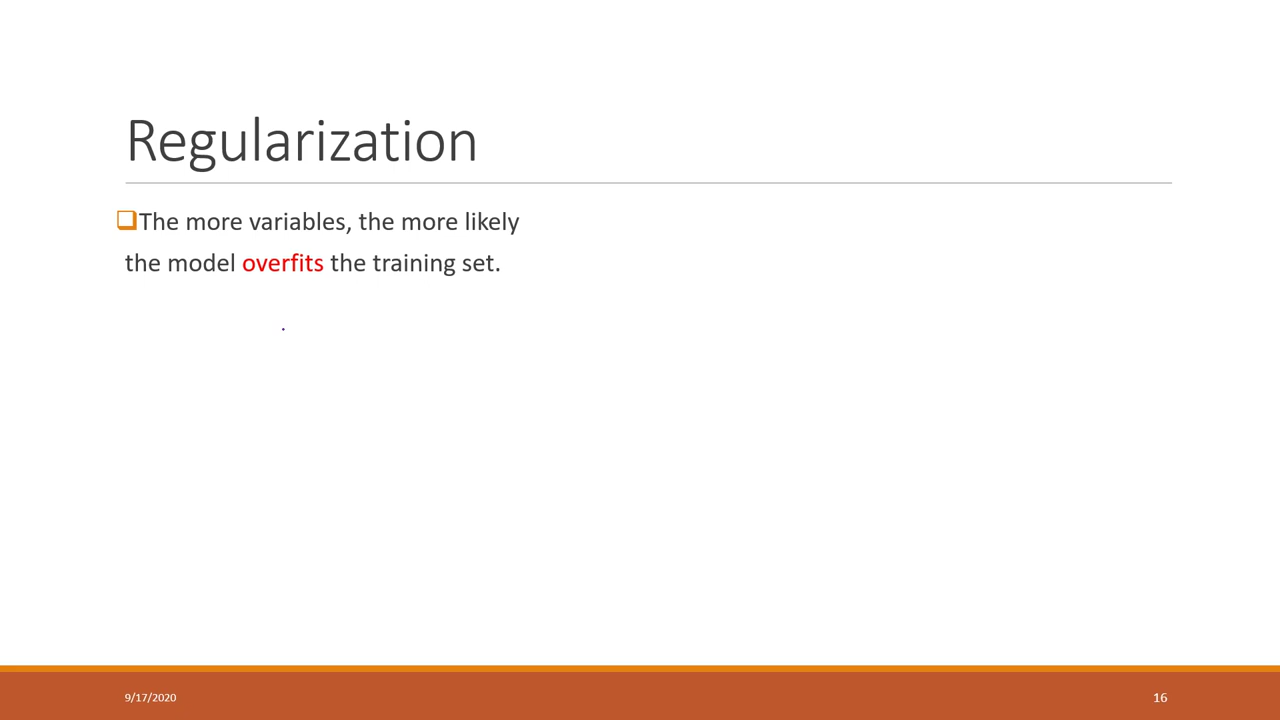 Regularization
❑The more variables, the more likely
the model overfits the training set.
9/17/2020
16